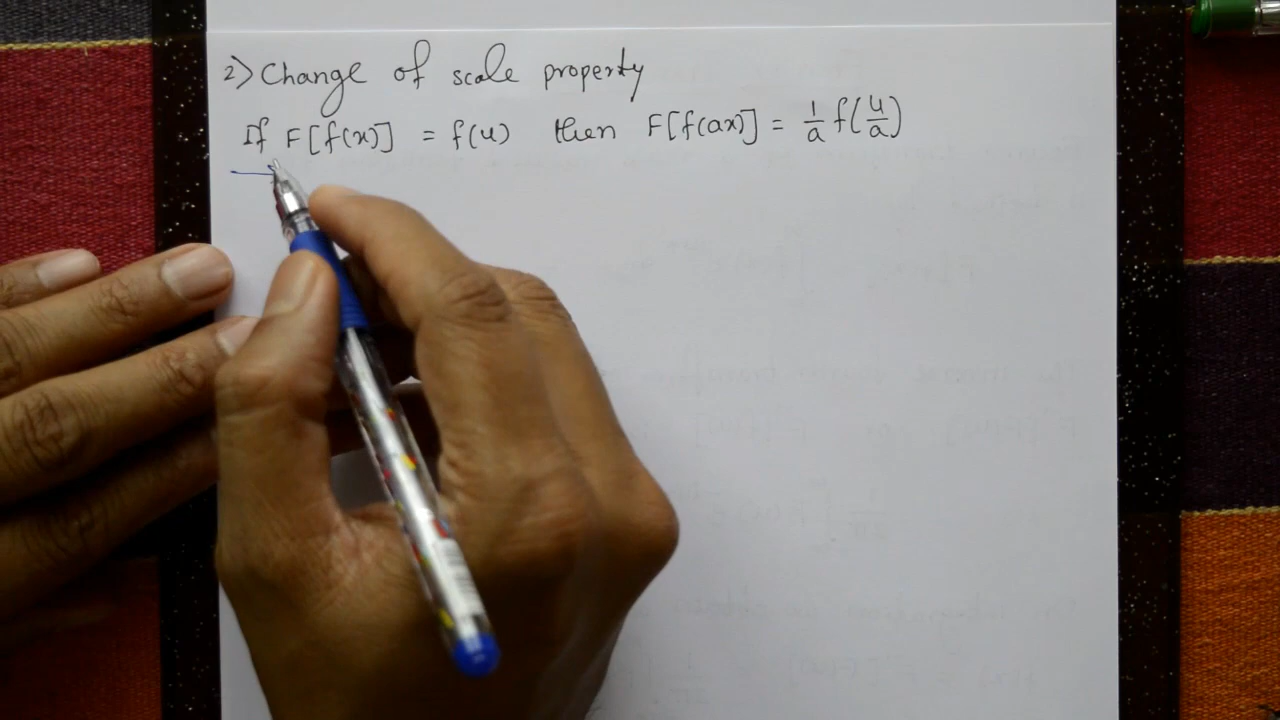 2) Change of scale property
If F[f(x)] = f(u) then F[f(ax)] = 1/a f(u/a)